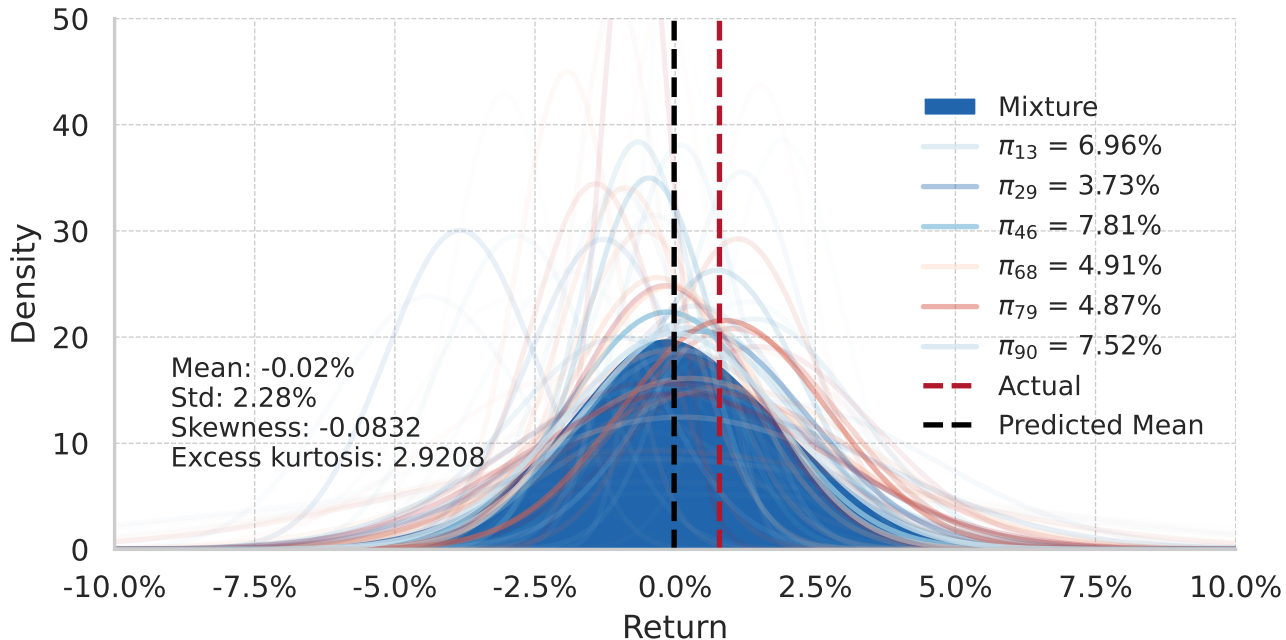 50
40
30
20
10
0
Density
Mixture
π₁₃ = 6.96%
π₂₉ = 3.73%
π₄₆ = 7.81%
π₆₈ = 4.91%
π₇₉ = 4.87%
π₉₀ = 7.52%
Actual
Predicted Mean
Mean: -0.02%
Std: 2.28%
Skewness: -0.0832
Excess kurtosis: 2.9208
-10.0% -7.5% -5.0% -2.5% 0.0% 2.5% 5.0% 7.5% 10.0%
Return